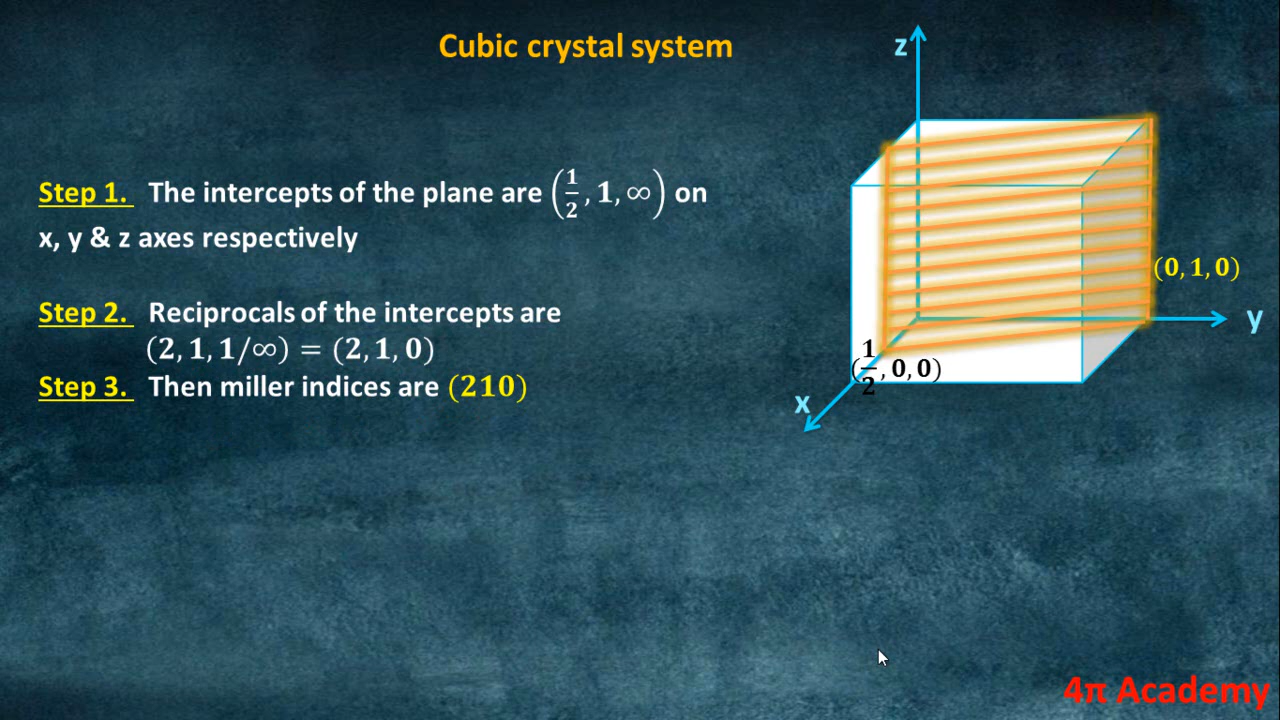 Cubic crystal system
z
Step 1. The intercepts of the plane are (1/2, 1, ∞) on
x, y & z axes respectively
(0, 1, 0)
Step 2. Reciprocals of the intercepts are
y
(2, 1, 1/∞) = (2, 1, 0)
(1/2, 0, 0)
Step 3. Then miller indices are (210)
x
4π Academy